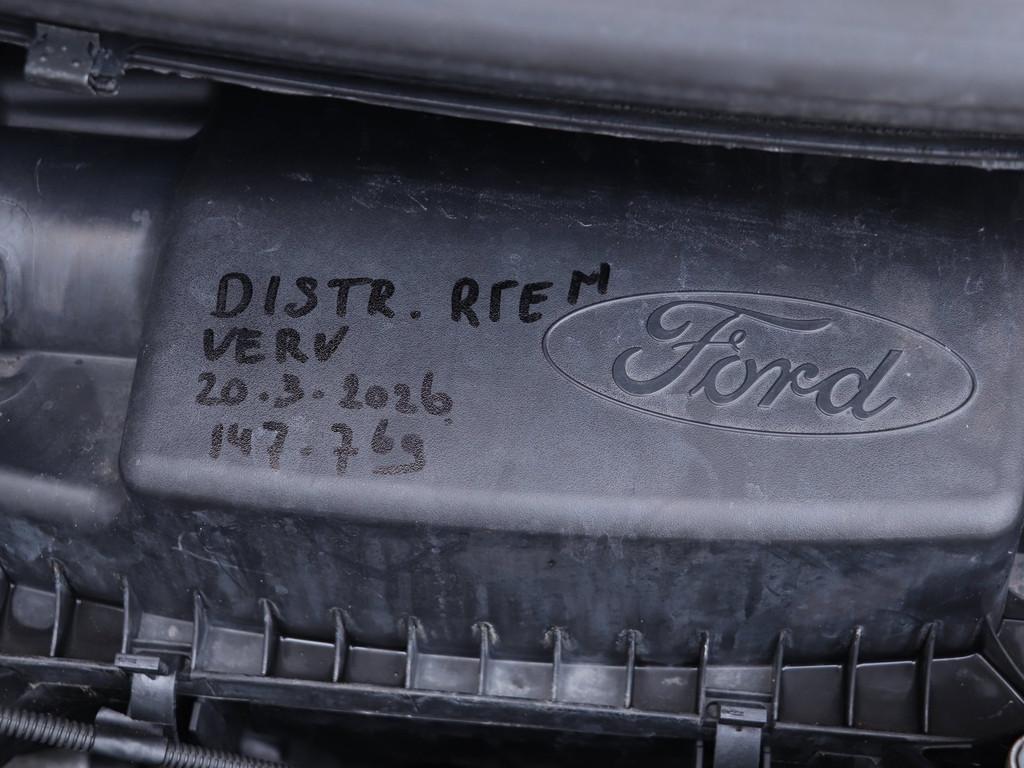 DISTR. RIEM
VERV
20.3.2026
147.769
Ford